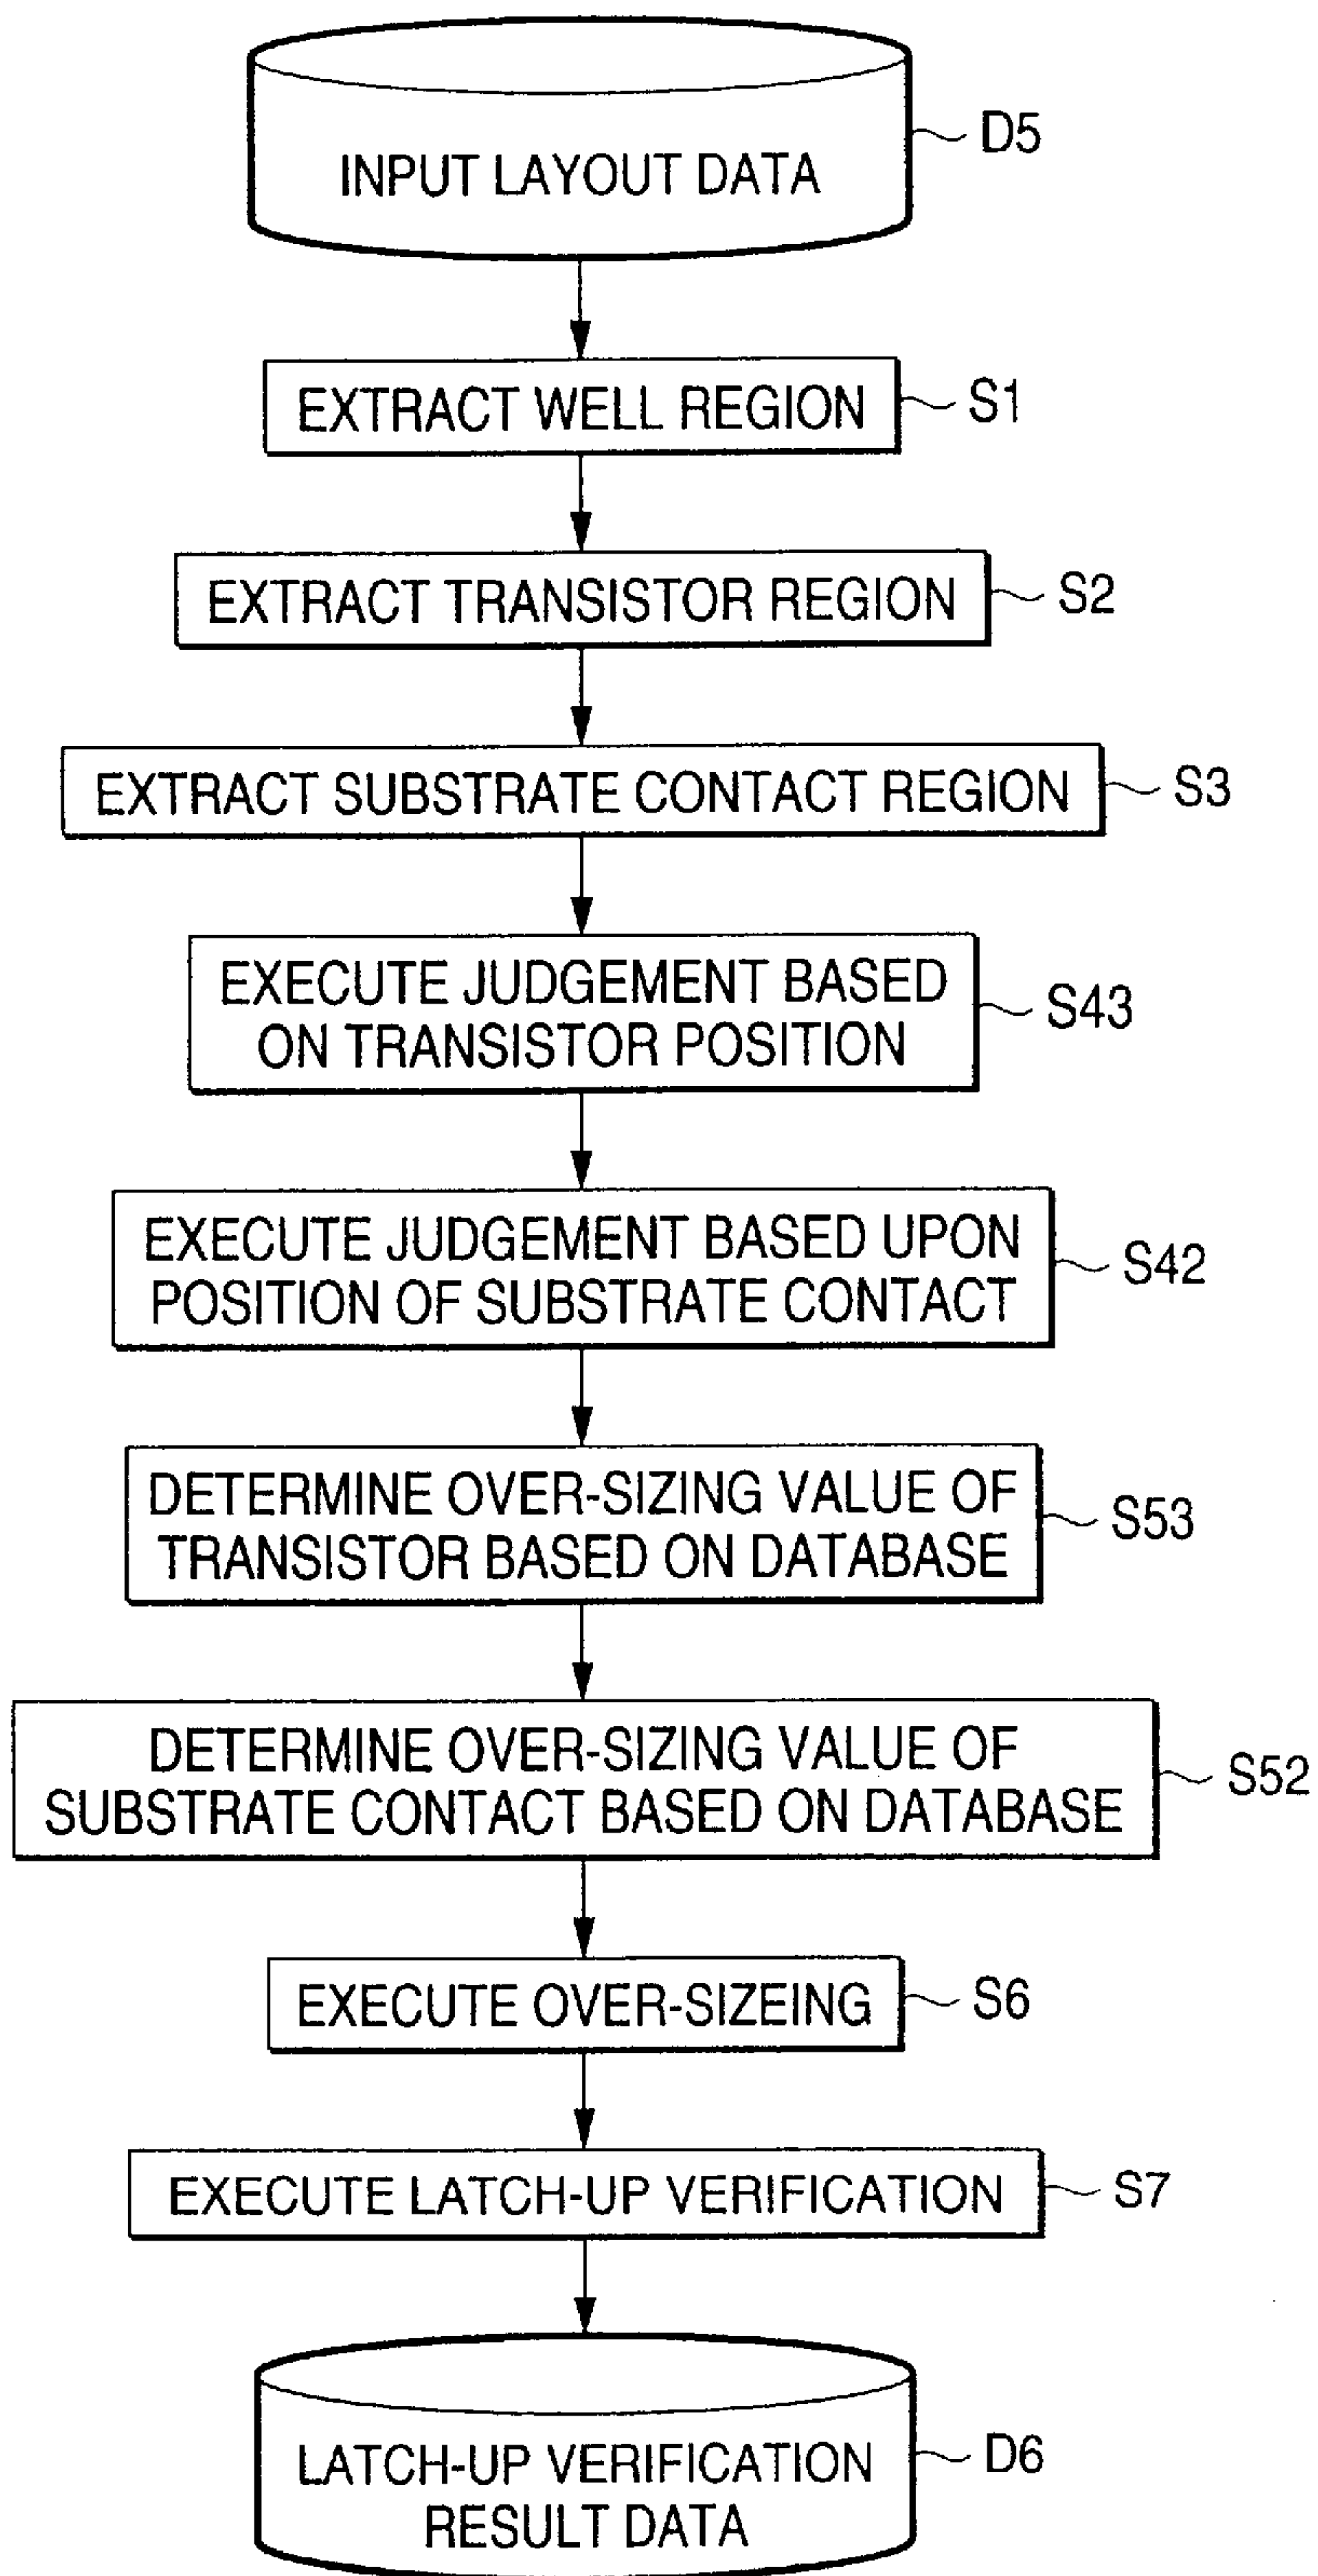 INPUT LAYOUT DATA
D5
EXTRACT WELL REGION
S1
EXTRACT TRANSISTOR REGION
S2
EXTRACT SUBSTRATE CONTACT REGION
S3
EXECUTE JUDGEMENT BASED
ON TRANSISTOR POSITION
S43
EXECUTE JUDGEMENT BASED UPON
POSITION OF SUBSTRATE CONTACT
S42
DETERMINE OVER-SIZING VALUE OF
TRANSISTOR BASED ON DATABASE
S53
DETERMINE OVER-SIZING VALUE OF
SUBSTRATE CONTACT BASED ON DATABASE
S52
EXECUTE OVER-SIZEING
S6
EXECUTE LATCH-UP VERIFICATION
S7
LATCH-UP VERIFICATION
RESULT DATA
D6